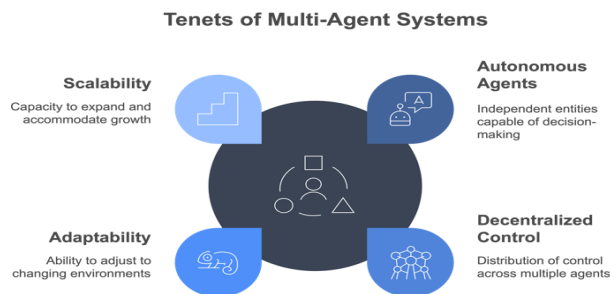 Tenets of Multi-Agent Systems
Scalability
Capacity to expand and
accommodate growth
Autonomous
Agents
Independent entities
capable of decision-
making
Adaptability
Ability to adjust to
changing environments
Decentralized
Control
Distribution of control
across multiple agents